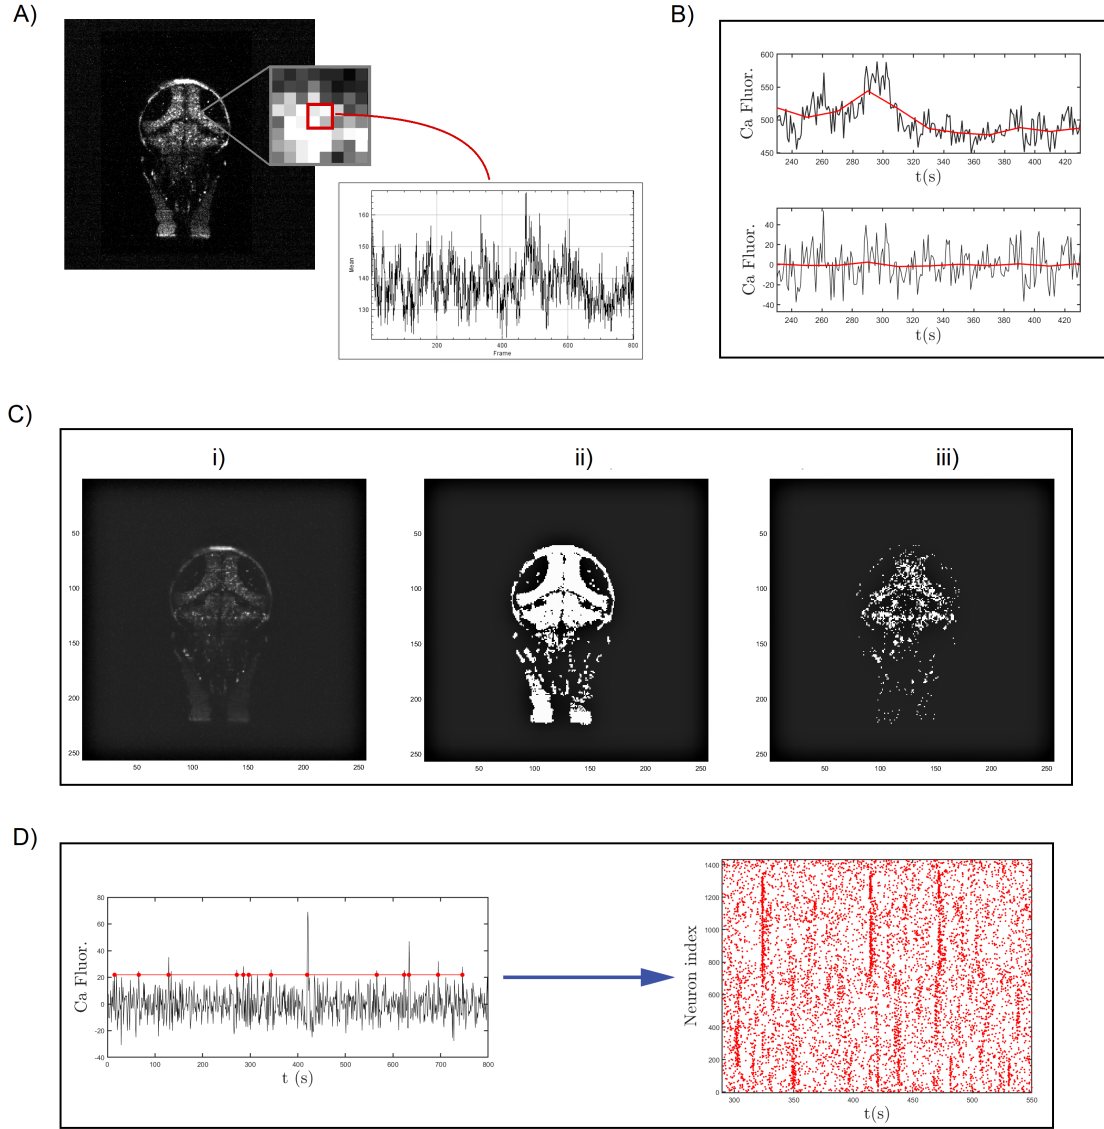 A)
160
150
140
130
Mean
200
400
600
800
Frame
B)
600
550
500
450
Ca Fluor.
240 260 280 300 320 340 360 380 400 420
t(s)
40
20
0
-20
-40
Ca Fluor.
240 260 280 300 320 340 360 380 400 420
t(s)
C)
i)
50
100
150
200
250
50 100 150 200 250
ii)
50
100
150
200
250
50 100 150 200 250
iii)
50
100
150
200
250
50 100 150 200 250
D)
80
60
40
20
0
-20
-40
Ca Fluor.
0 100 200 300 400 500 600 700 800
t (s)
1400
1200
1000
800
600
400
200
0
Neuron index
300 350 400 450 500 550
t(s)